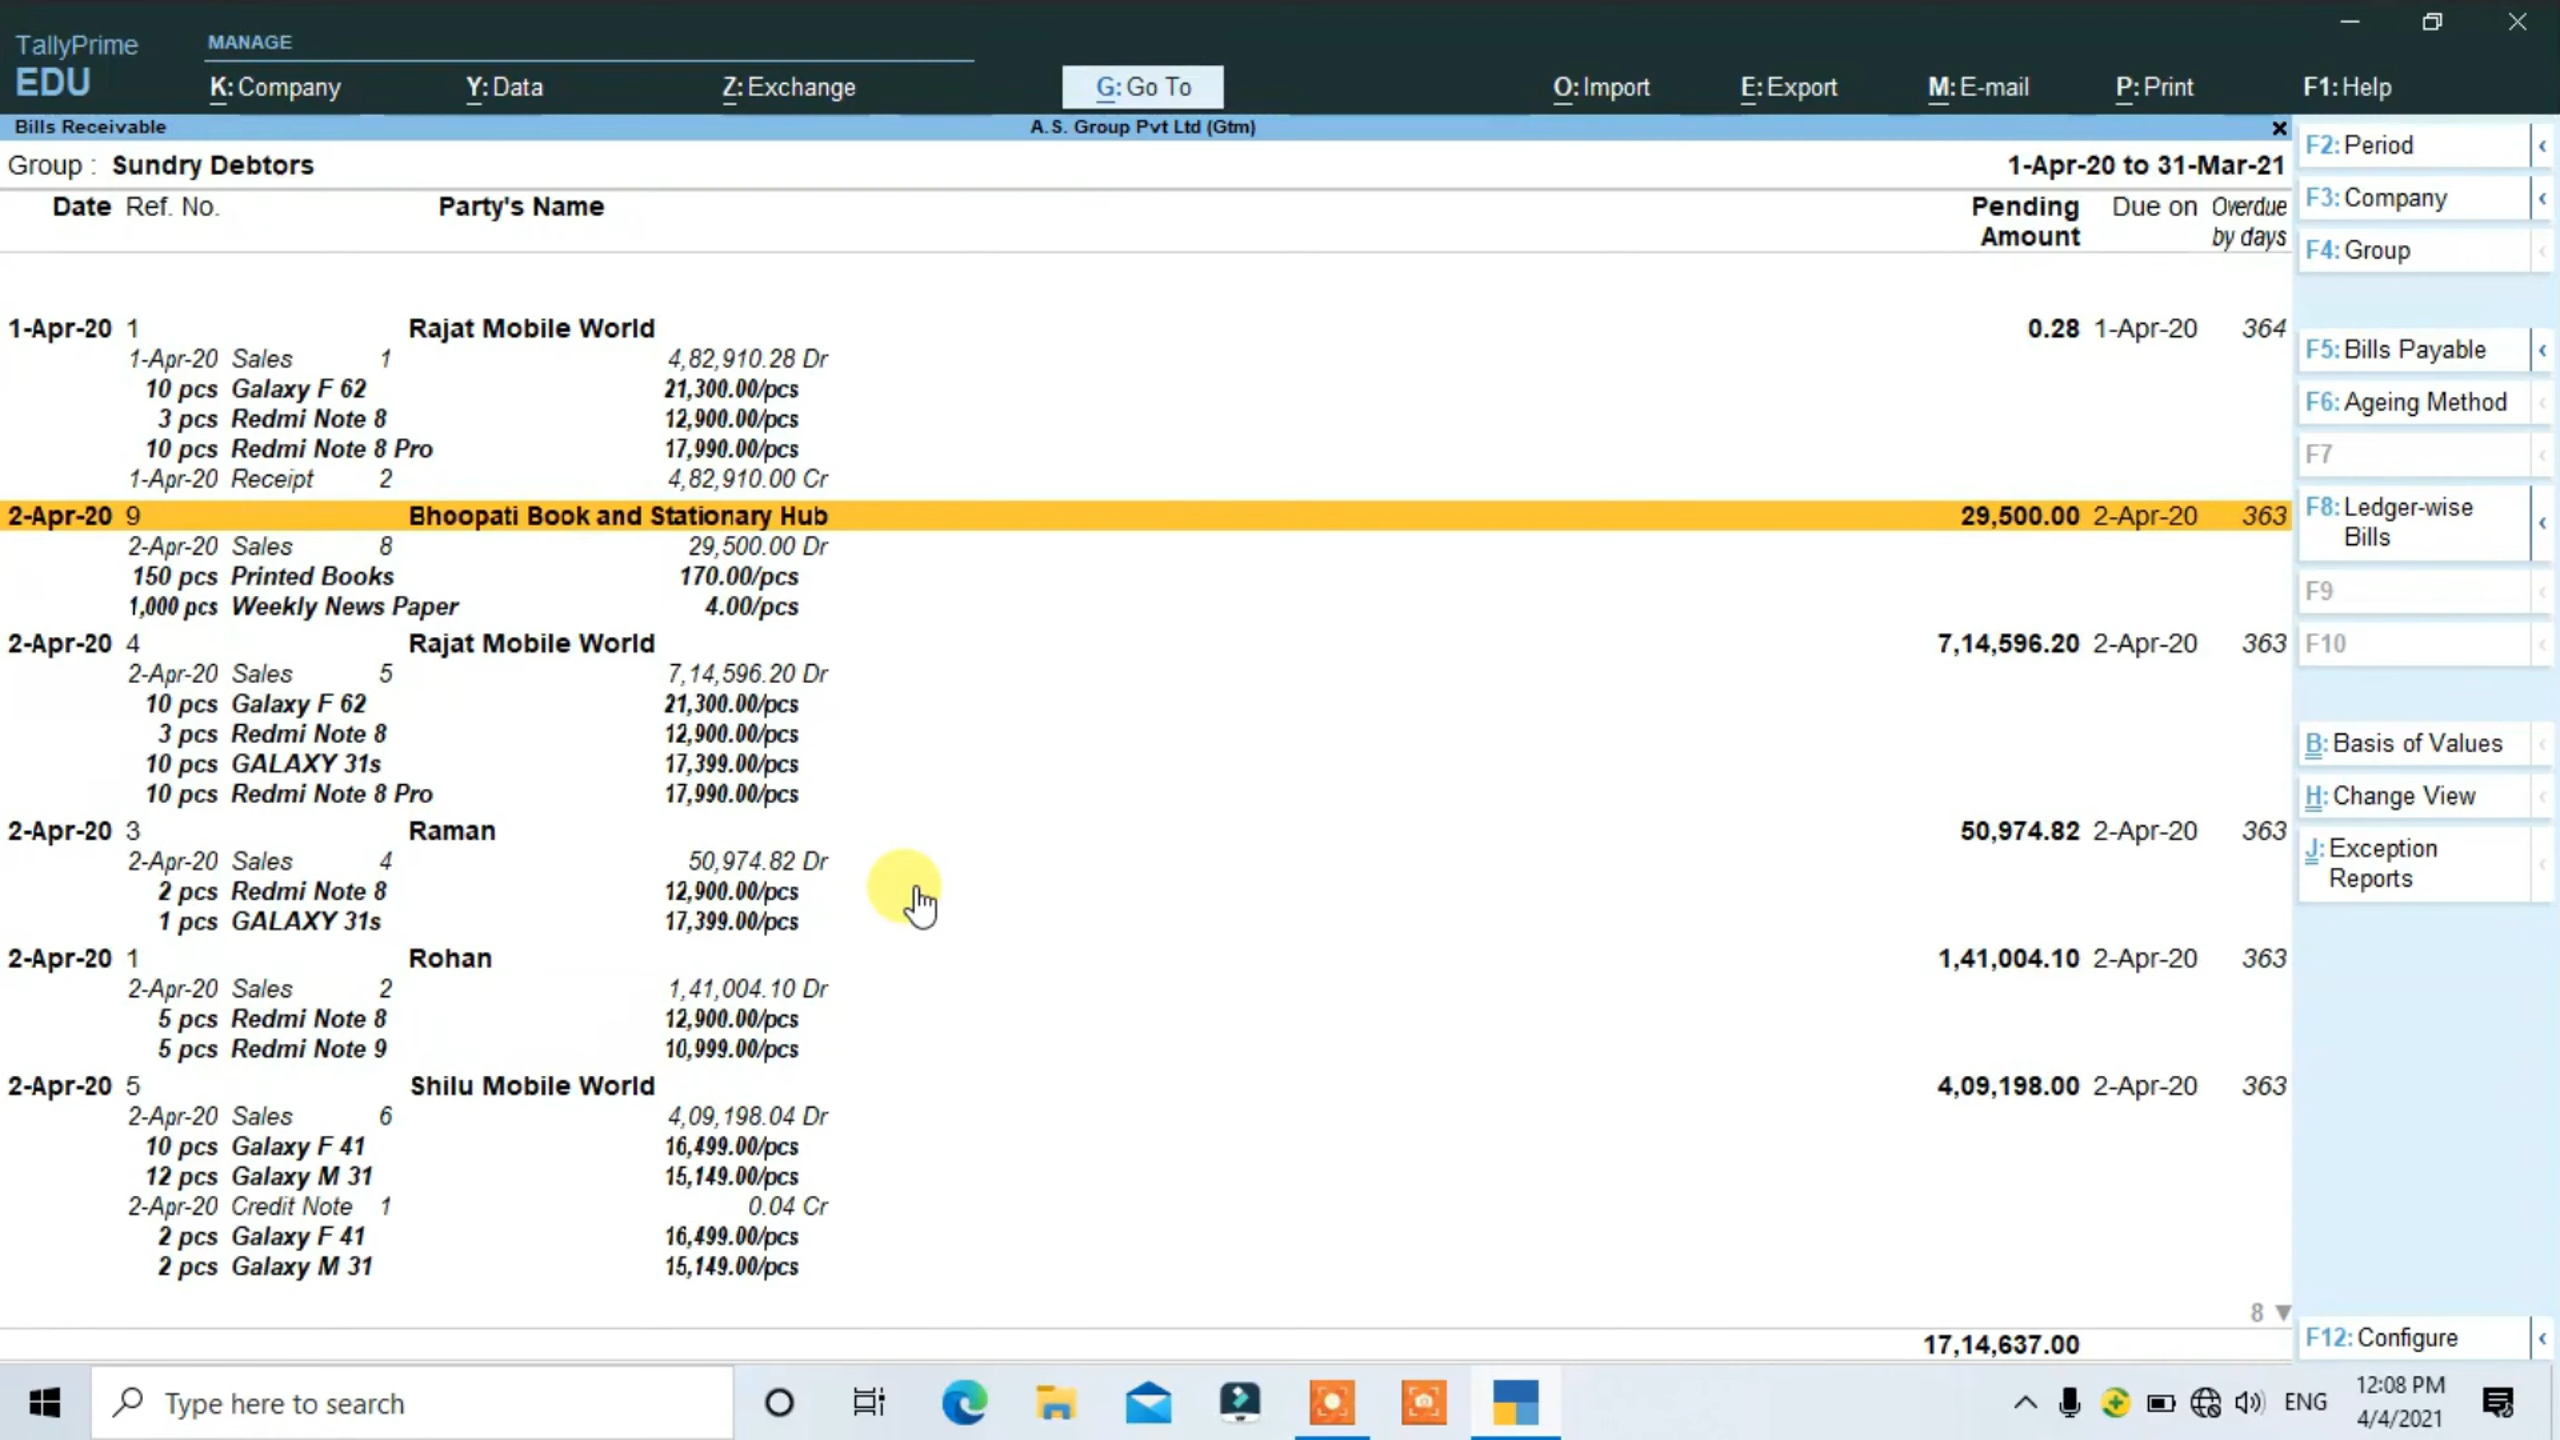 TallyPrime
EDU
MANAGE
K: Company Y: Data Z: Exchange G: Go To O: Import E: Export M: E-mail P: Print F1: Help
Bills Receivable A.S. Group Pvt Ltd (Gtm)
Group : Sundry Debtors 1-Apr-20 to 31-Mar-21
Date Ref. No. Party's Name Pending Due on Overdue
Amount by days
1-Apr-20 1 Rajat Mobile World 0.28 1-Apr-20 364
1-Apr-20 Sales 1 4,82,910.28 Dr
10 pcs Galaxy F 62 21,300.00/pcs
3 pcs Redmi Note 8 12,900.00/pcs
10 pcs Redmi Note 8 Pro 17,990.00/pcs
1-Apr-20 Receipt 2 4,82,910.00 Cr
2-Apr-20 9 Bhoopati Book and Stationary Hub 29,500.00 2-Apr-20 363
2-Apr-20 Sales 8 29,500.00 Dr
150 pcs Printed Books 170.00/pcs
1,000 pcs Weekly News Paper 4.00/pcs
2-Apr-20 4 Rajat Mobile World 7,14,596.20 2-Apr-20 363
2-Apr-20 Sales 5 7,14,596.20 Dr
10 pcs Galaxy F 62 21,300.00/pcs
3 pcs Redmi Note 8 12,900.00/pcs
10 pcs GALAXY 31s 17,399.00/pcs
10 pcs Redmi Note 8 Pro 17,990.00/pcs
2-Apr-20 3 Raman 50,974.82 2-Apr-20 363
2-Apr-20 Sales 4 50,974.82 Dr
2 pcs Redmi Note 8 12,900.00/pcs
1 pcs GALAXY 31s 17,399.00/pcs
2-Apr-20 1 Rohan 1,41,004.10 2-Apr-20 363
2-Apr-20 Sales 2 1,41,004.10 Dr
5 pcs Redmi Note 8 12,900.00/pcs
5 pcs Redmi Note 9 10,999.00/pcs
2-Apr-20 5 Shilu Mobile World 4,09,198.00 2-Apr-20 363
2-Apr-20 Sales 6 4,09,198.04 Dr
10 pcs Galaxy F 41 16,499.00/pcs
12 pcs Galaxy M 31 15,149.00/pcs
2-Apr-20 Credit Note 1 0.04 Cr
2 pcs Galaxy F 41 16,499.00/pcs
2 pcs Galaxy M 31 15,149.00/pcs
8
17,14,637.00
F2: Period
F3: Company
F4: Group
F5: Bills Payable
F6: Ageing Method
F7
F8: Ledger-wise
Bills
F9
F10
B: Basis of Values
H: Change View
J: Exception
Reports
F12: Configure
Type here to search
ENG
12:08 PM
4/4/2021